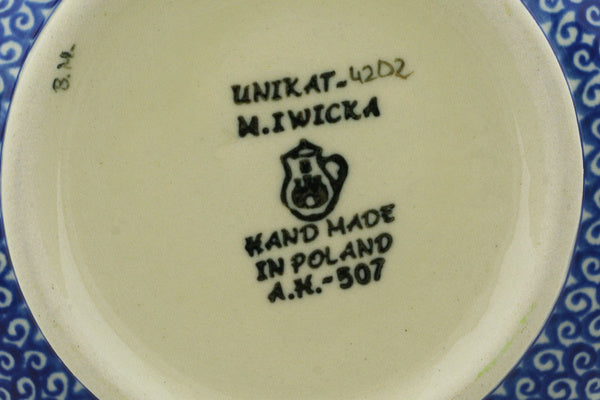 B.M.
UNIKAT-4202
M.IWICKA
HAND MADE
IN POLAND
A.H.-507